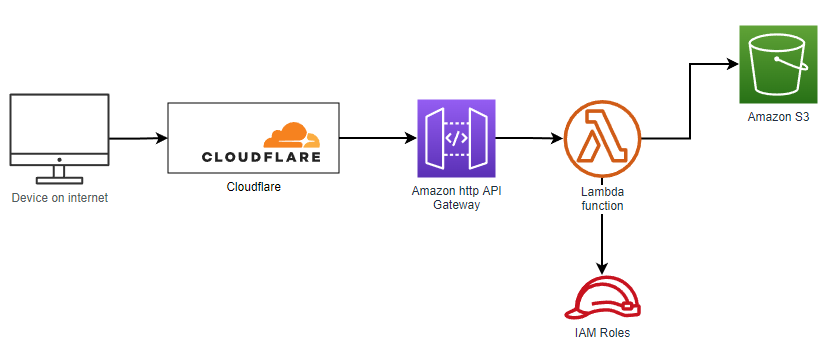 CLOUDFLARE
Device on internet
Cloudflare
Amazon http API
Gateway
</>
Lambda
function
Amazon S3
IAM Roles